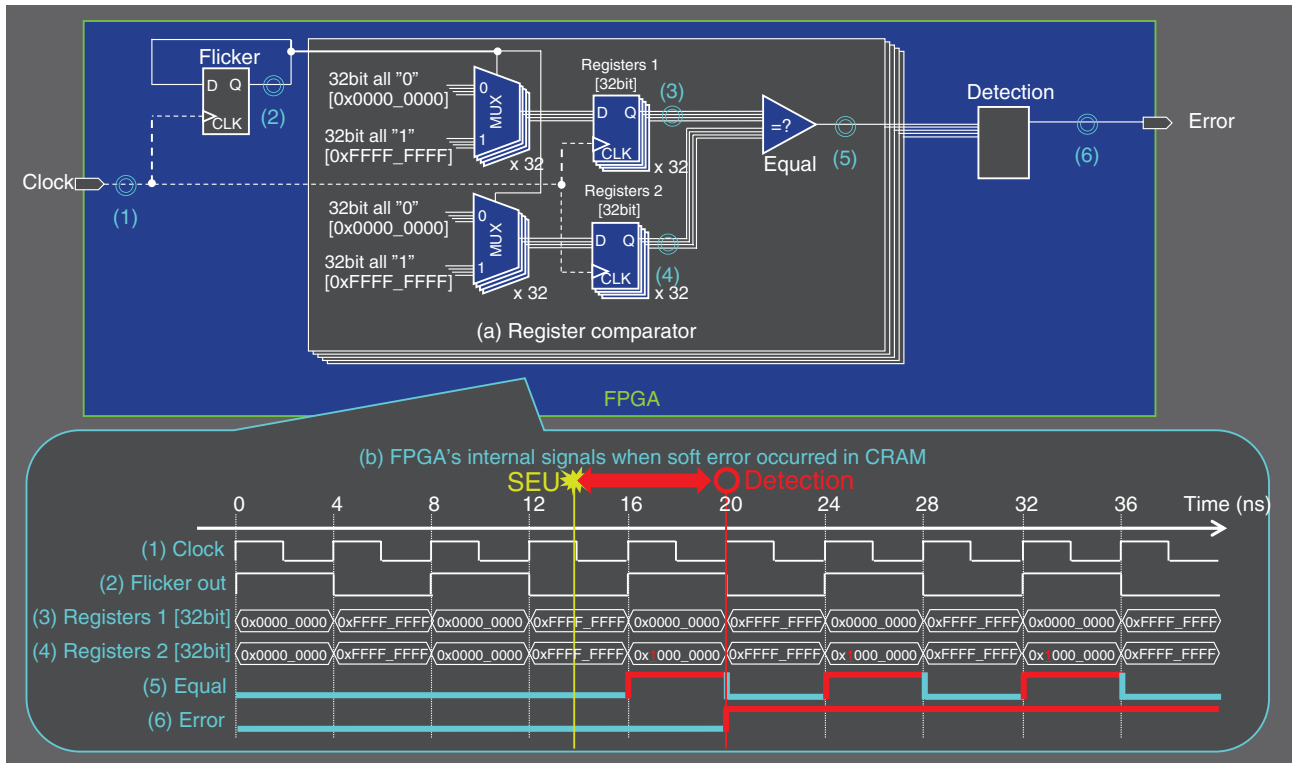 Flicker
D Q
CLK
(2)
Clock
(1)
32bit all "0"
[0x0000_0000]
32bit all "1"
[0xFFFF_FFFF]
0
1
MUX
x 32
Registers 1
[32bit]
(3)
D Q
CLK
x 32
32bit all "0"
[0x0000_0000]
32bit all "1"
[0xFFFF_FFFF]
0
1
MUX
x 32
Registers 2
[32bit]
D Q
CLK
(4)
x 32
=?
Equal
(5)
Detection
(6)
Error
(a) Register comparator
FPGA
(b) FPGA's internal signals when soft error occurred in CRAM
SEU Detection
0 4 8 12 16 20 24 28 32 36 Time (ns)
(1) Clock
(2) Flicker out
(3) Registers 1 [32bit] 0x0000_0000 0xFFFF_FFFF 0x0000_0000 0xFFFF_FFFF 0x0000_0000 0xFFFF_FFFF 0x0000_0000 0xFFFF_FFFF 0x0000_0000 0xFFFF_FFFF
(4) Registers 2 [32bit] 0x0000_0000 0xFFFF_FFFF 0x0000_0000 0xFFFF_FFFF 0x1000_0000 0xFFFF_FFFF 0x1000_0000 0xFFFF_FFFF 0x1000_0000 0xFFFF_FFFF
(5) Equal
(6) Error